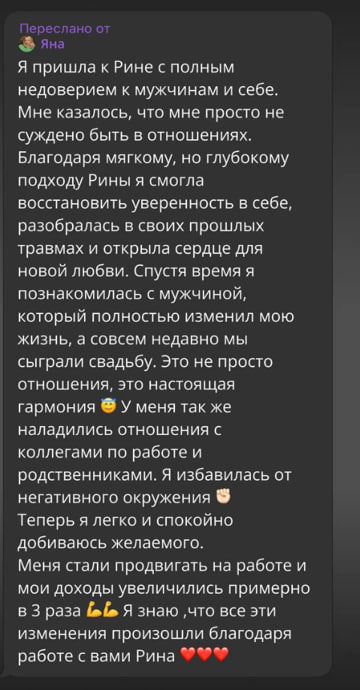 Переслано от
Яна
Я пришла к Рине с полным
недоверием к мужчинам и себе.
Мне казалось, что мне просто не
суждено быть в отношениях.
Благодаря мягкому, но глубокому
подходу Рины я смогла
восстановить уверенность в себе,
разобралась в своих прошлых
травмах и открыла сердце для
новой любви. Спустя время я
познакомилась с мужчиной,
который полностью изменил мою
жизнь, а совсем недавно мы
сыграли свадьбу. Это не просто
отношения, это настоящая
гармония 😇 У меня так же
наладились отношения с
коллегами по работе и
родственниками. Я избавилась от
негативного окружения ✊🏻
Теперь я легко и спокойно
добиваюсь желаемого.
Меня стали продвигать на работе и
мои доходы увеличились примерно
в 3 раза 💪💪 Я знаю ,что все эти
изменения произошли благодаря
работе с вами Рина ❤️❤️❤️